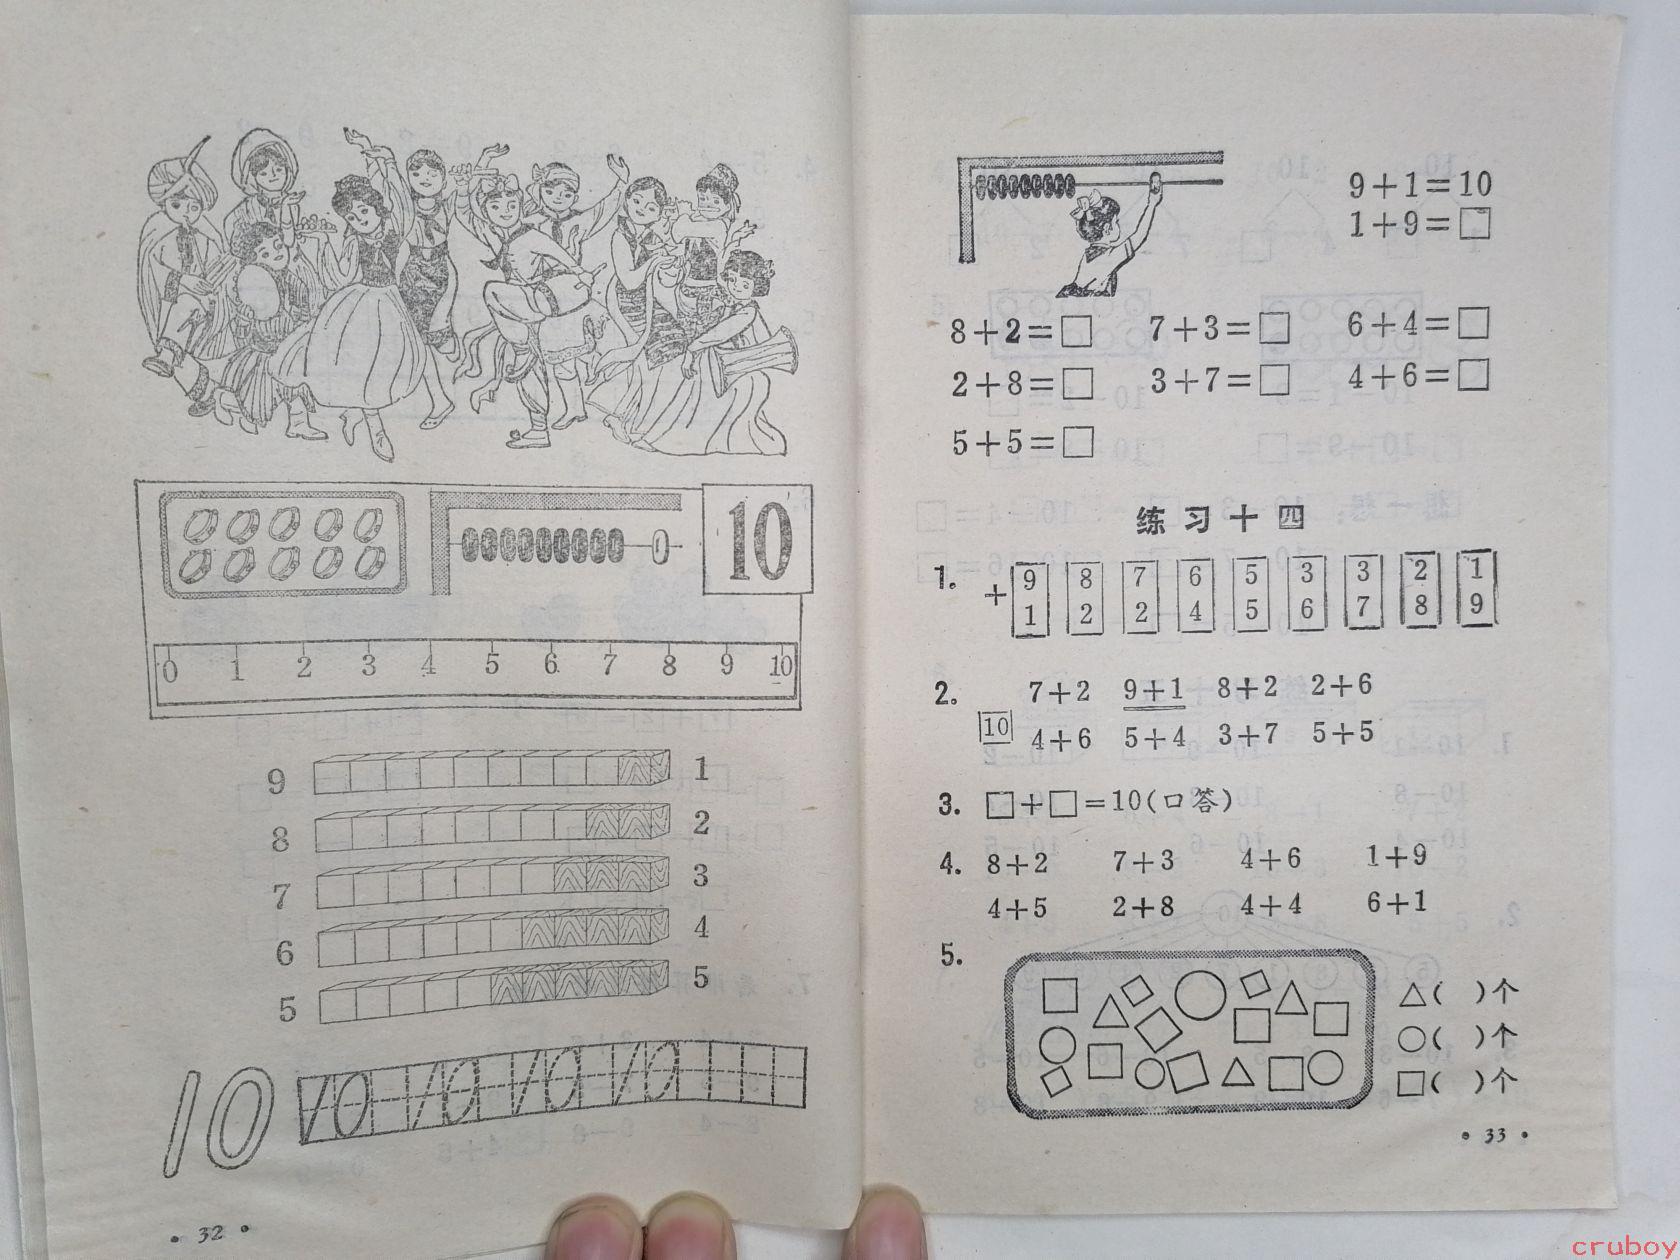 10
0 1 2 3 4 5 6 7 8 9 10
9 1
8 2
7 3
6 4
5 5
10 10 10 10 10
• 32 •
9+1=10
1+9=□
8+2=□ 7+3=□ 6+4=□
2+8=□ 3+7=□ 4+6=□
5+5=□
练习十四
1. + 9 8 7 6 5 3 3 2 1
1 2 2 4 5 6 7 8 9
2. 7+2 9+1 8+2 2+6
10 4+6 5+4 3+7 5+5
3. □+□=10(口答)
4. 8+2 7+3 4+6 1+9
4+5 2+8 4+4 6+1
5.
△( )个
○( )个
□( )个
• 33 •
cruboy